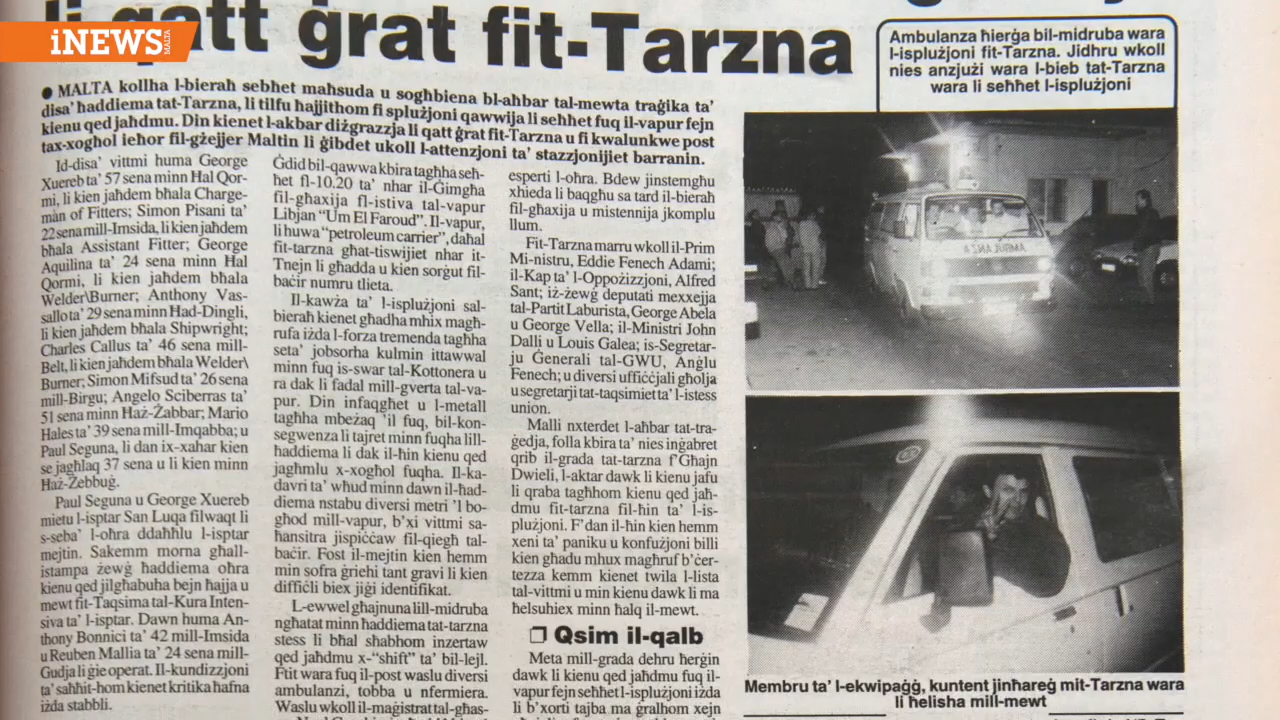 iNEWS MALTA
li qatt ġrat fit-Tarzna
Ambulanza ħierġa bil-midruba wara
l-isplużjoni fit-Tarzna. Jidhru wkoll
nies anzjużi wara l-bieb tat-Tarzna
wara li seħħet l-isplużjoni
● MALTA kollha l-bieraħ sebħet maħsuda u sogħbiena bl-aħbar tal-mewta traġika ta’
disa’ ħaddiema tat-Tarzna, li tilfu ħajjithom fi splużjoni qawwija li seħħet fuq il-vapur fejn
kienu qed jaħdmu. Din kienet l-akbar diżgrazzja li qatt ġrat fit-Tarzna u fi kwalunkwe post
tax-xogħol ieħor fil-gżejjer Maltin li ġibdet ukoll l-attenzjoni ta’ stazzjonijiet barranin.
Id-disa’ vittmi huma George
Xuereb ta’ 57 sena minn Hal Qor-
mi, li kien jaħdem bħala Charge-
man of Fitters; Simon Pisani ta’
22 sena mill-Imsida, li kien jaħdem
bħala Assistant Fitter; George
Aquilina ta’ 24 sena minn Hal
Qormi, li kien jaħdem bħala
Welder\Burner; Anthony Vas-
sallo ta’ 29 sena minn Had-Dingli,
li kien jaħdem bħala Shipwright;
Charles Callus ta’ 46 sena mill-
Belt, li kien jaħdem bħala Welder\
Burner; Simon Mifsud ta’ 26 sena
mill-Birgu; Angelo Sciberras ta’
51 sena minn Haż-Żabbar; Mario
Hales ta’ 39 sena mill-Imqabba; u
Paul Seguna, li dan ix-xahar kien
se jagħlaq 37 sena u li kien minn
Ħaż-Żebbuġ.
Paul Seguna u George Xuereb
mietu l-isptar San Luqa filwaqt li
s-seba’ l-oħra ddaħħlu l-isptar
mejtin. Sakemm morna għall-
istampa żewġ ħaddiema oħra
kienu qed jilgħabuha bejn ħajja u
mewt fit-Taqsima tal-Kura Inten-
siva ta’ l-isptar. Dawn huma An-
thony Bonnici ta’ 42 mill-Imsida
u Reuben Mallia ta’ 24 sena mill-
Gudja li ġie operat. Il-kundizzjoni
ta’ saħħit-hom kienet kritika ħafna
iżda stabbli.
Ġdid bil-qawwa kbira tagħha seħ-
ħet fl-10.20 ta’ nhar il-Ġimgħa
fil-għaxija fl-istiva tal-vapur
Libjan “Um El Faroud”. Il-vapur,
li huwa “petroleum carrier”, daħal
fit-tarzna għat-tiswijiet nhar it-
Tnejn li għadda u kien sorġut fil-
baċir numru tlieta.
Il-kawża ta’ l-isplużjoni sal-
bieraħ kienet għadha mhix magħ-
rufa iżda l-forza tremenda tagħha
seta’ jobsorha kulmin ittawwal
minn fuq is-swar tal-Kottonera u
ra dak li fadal mill-gverta tal-va-
pur. Din infaqgħet u l-metall
tagħha mbeżaq ’il fuq, bil-kon-
segwenza li tajret minn fuqha lill-
ħaddiema li dak il-ħin kienu qed
jagħmlu x-xogħol fuqha. Il-ka-
davri ta’ wħud minn dawn il-ħad-
diema nstabu diversi metri ’l bo-
għod mill-vapur, b’xi vittmi sa-
ħansitra jispiċċaw fil-qiegħ tal-
baċir. Fost il-mejtin kien hemm
min sofra ġrieħi tant gravi li kien
diffiċli biex jiġi identifikat.
L-ewwel għajnuna lill-midruba
ngħatat minn ħaddiema tat-tarzna
stess li bħal sħabhom inzertaw
qed jaħdmu x-“shift” ta’ bil-lejl.
Ftit wara fuq il-post waslu diversi
ambulanzi, tobba u nfermiera.
Waslu wkoll il-maġistrat tal-għas-
esperti l-oħra. Bdew jinstemgħu
xhieda li baqgħu sa tard il-bieraħ
fil-għaxija u mistennija jkomplu
llum.
Fit-Tarzna marru wkoll il-Prim
Mi-nistru, Eddie Fenech Adami;
il-Kap ta’ l-Oppożizzjoni, Alfred
Sant; iż-żewġ deputati mexxejja
tal-Partit Laburista, George Abela
u George Vella; il-Ministri John
Dalli u Louis Galea; is-Segretar-
ju Ġenerali tal-GWU, Anġlu
Fenech; u diversi uffiċċjali għolja
u segretarji tat-taqsimiet ta’ l-istess
union.
Malli nxterdet l-aħbar tat-tra-
ġedja, folla kbira ta’ nies inġabret
qrib il-grada tat-tarzna f’Għajn
Dwieli, l-aktar dawk li kienu jafu
li qraba tagħhom kienu qed jaħ-
dmu fit-tarzna fil-ħin ta’ l-is-
plużjoni. F’dan il-ħin kien hemm
xeni ta’ paniku u konfużjoni billi
kien għadu mhux magħruf b’ċer-
tezza kemm kienet twila l-lista
tal-vittmi u min kienu dawk li ma
ħelsuhiex minn ħalq il-mewt.
❒ Qsim il-qalb
Meta mill-grada dehru ħerġin
dawk li kienu qed jaħdmu fuq il-
vapur fejn seħħet l-isplużjoni iżda
li b’xorti tajba ma ġralhom xejn
AMBULANZA
Membru ta’ l-ekwipaġġ, kuntent jinħareġ mit-Tarzna wara
li ħelisha mill-mewt